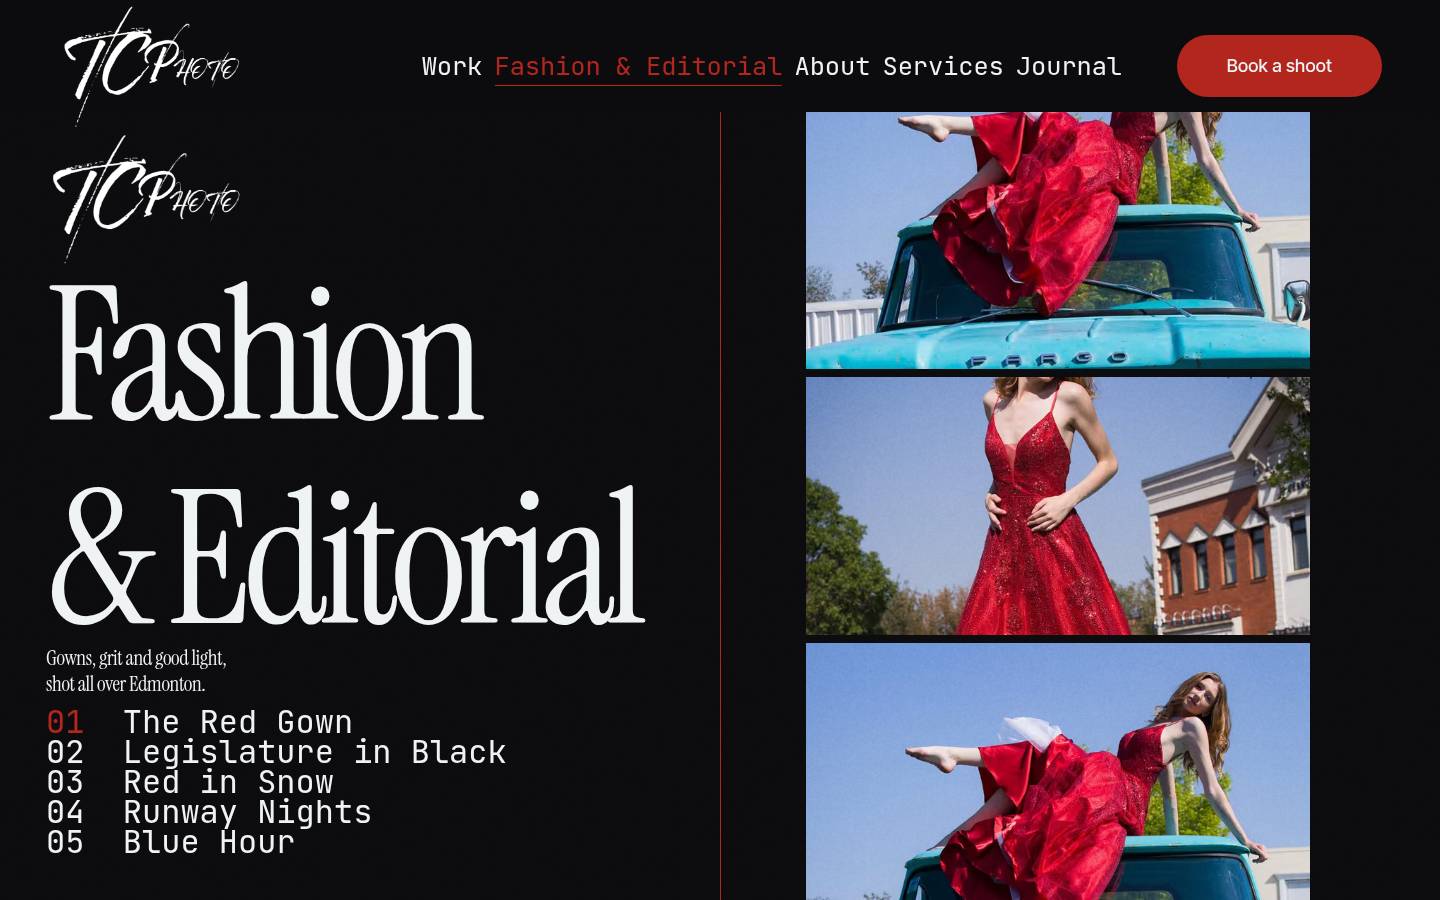 TCPhoto
Work Fashion & Editorial About Services Journal
Book a shoot
TCPhoto
Fashion
& Editorial
Gowns, grit and good light,
shot all over Edmonton.
01 The Red Gown
02 Legislature in Black
03 Red in Snow
04 Runway Nights
05 Blue Hour
FARGO